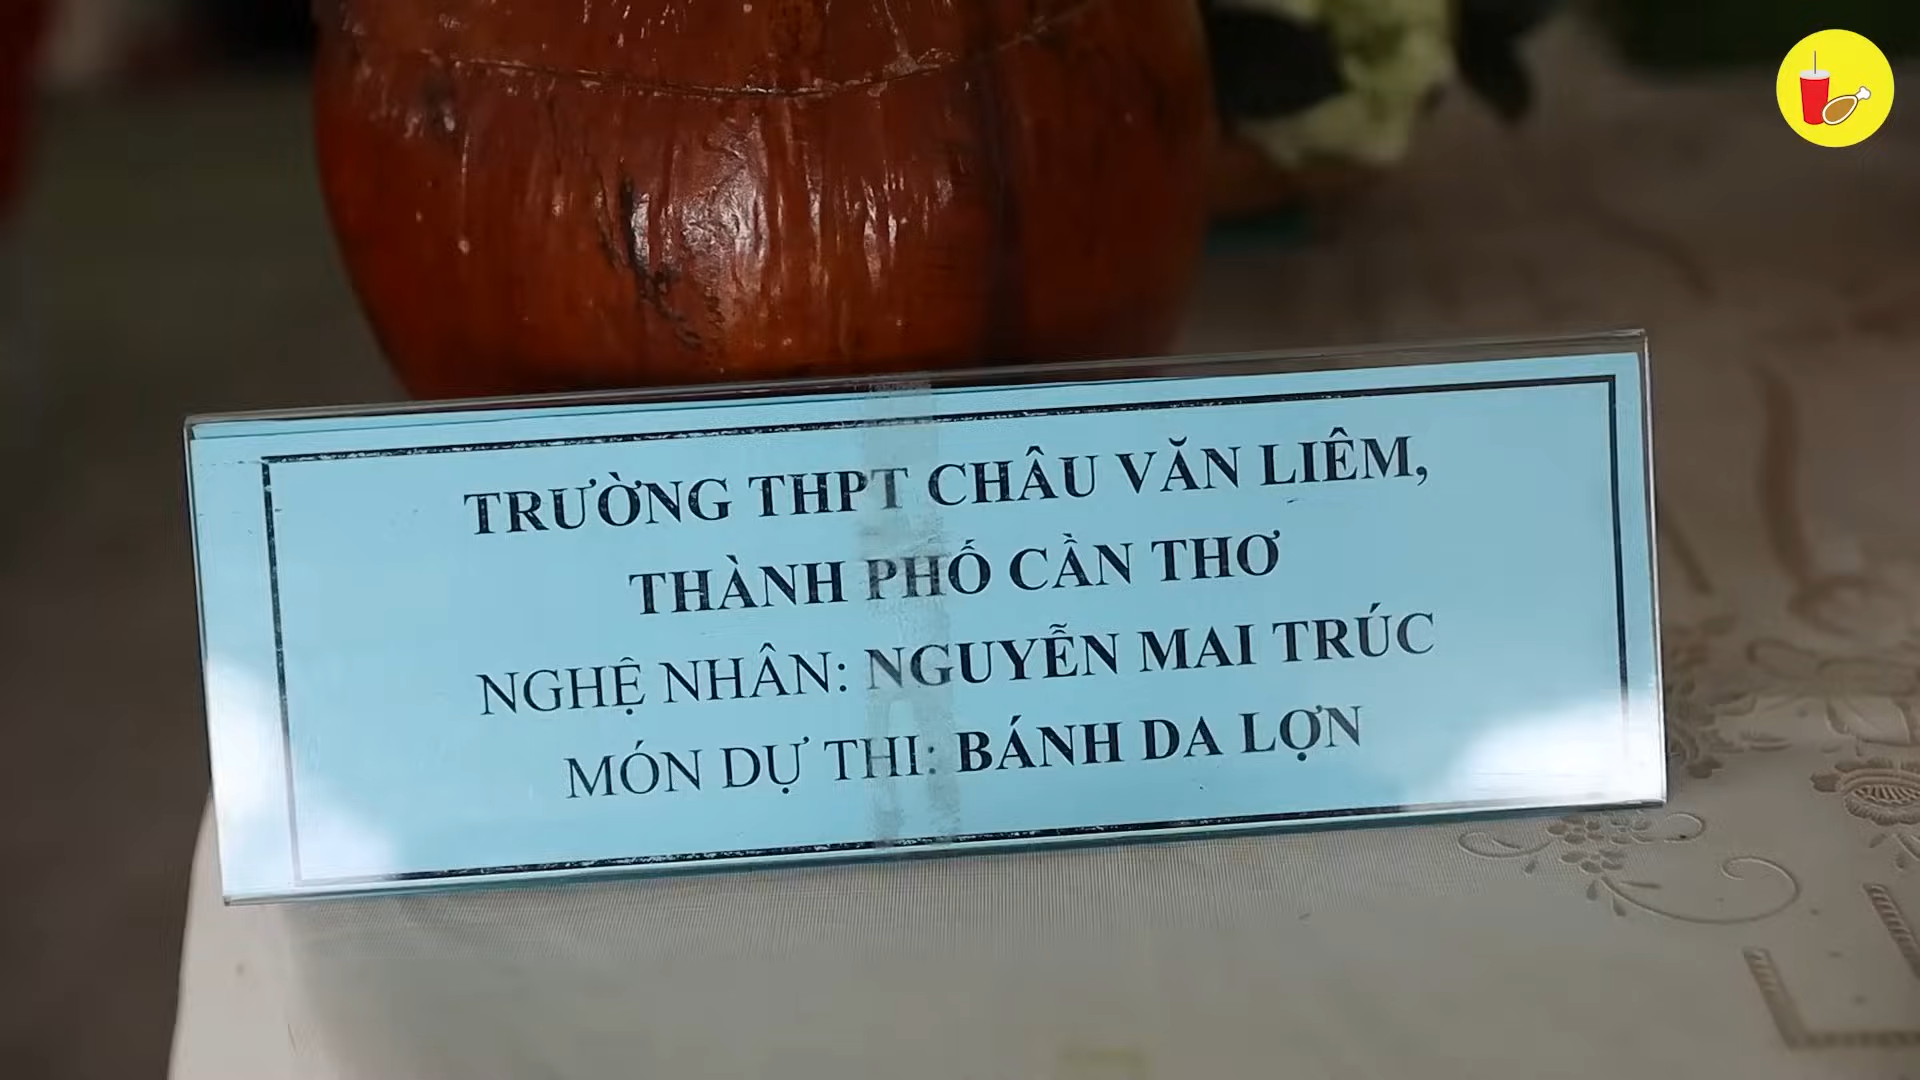 TRƯỜNG THPT CHÂU VĂN LIÊM,
THÀNH PHỐ CẦN THƠ
NGHỆ NHÂN: NGUYỄN MAI TRÚC
MÓN DỰ THI: BÁNH DA LỢN